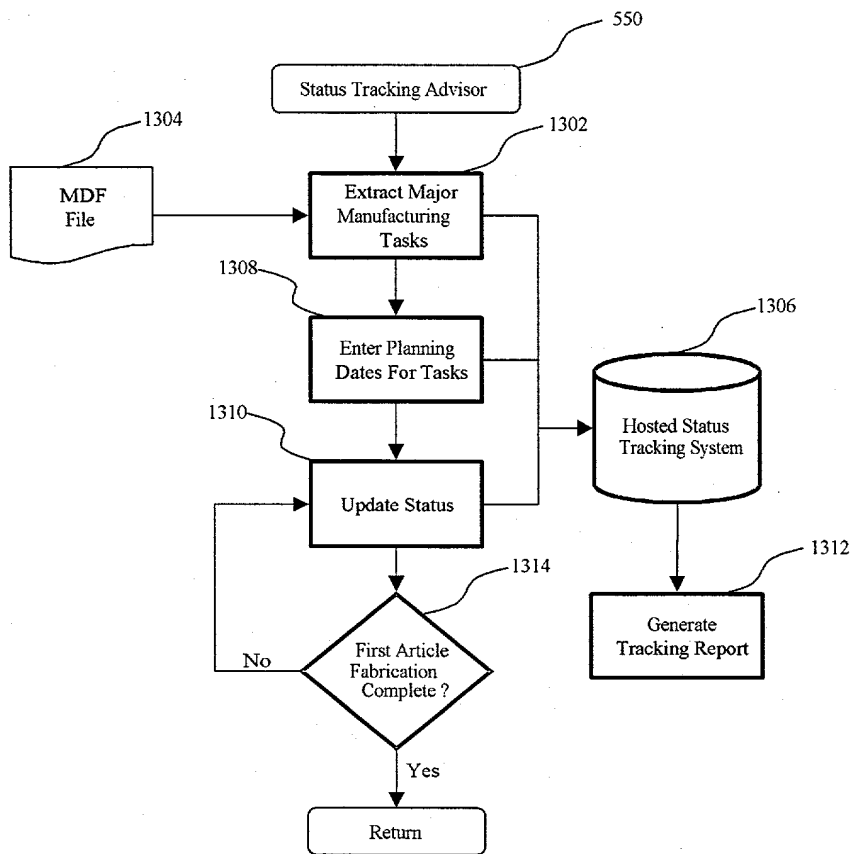 550
Status Tracking Advisor
1304
1302
MDF
File
Extract Major
Manufacturing
Tasks
1308
1306
Enter Planning
Dates For Tasks
1310
Hosted Status
Tracking System
Update Status
1314
1312
First Article
Fabrication
Complete ?
No
Generate
Tracking Report
Yes
Return